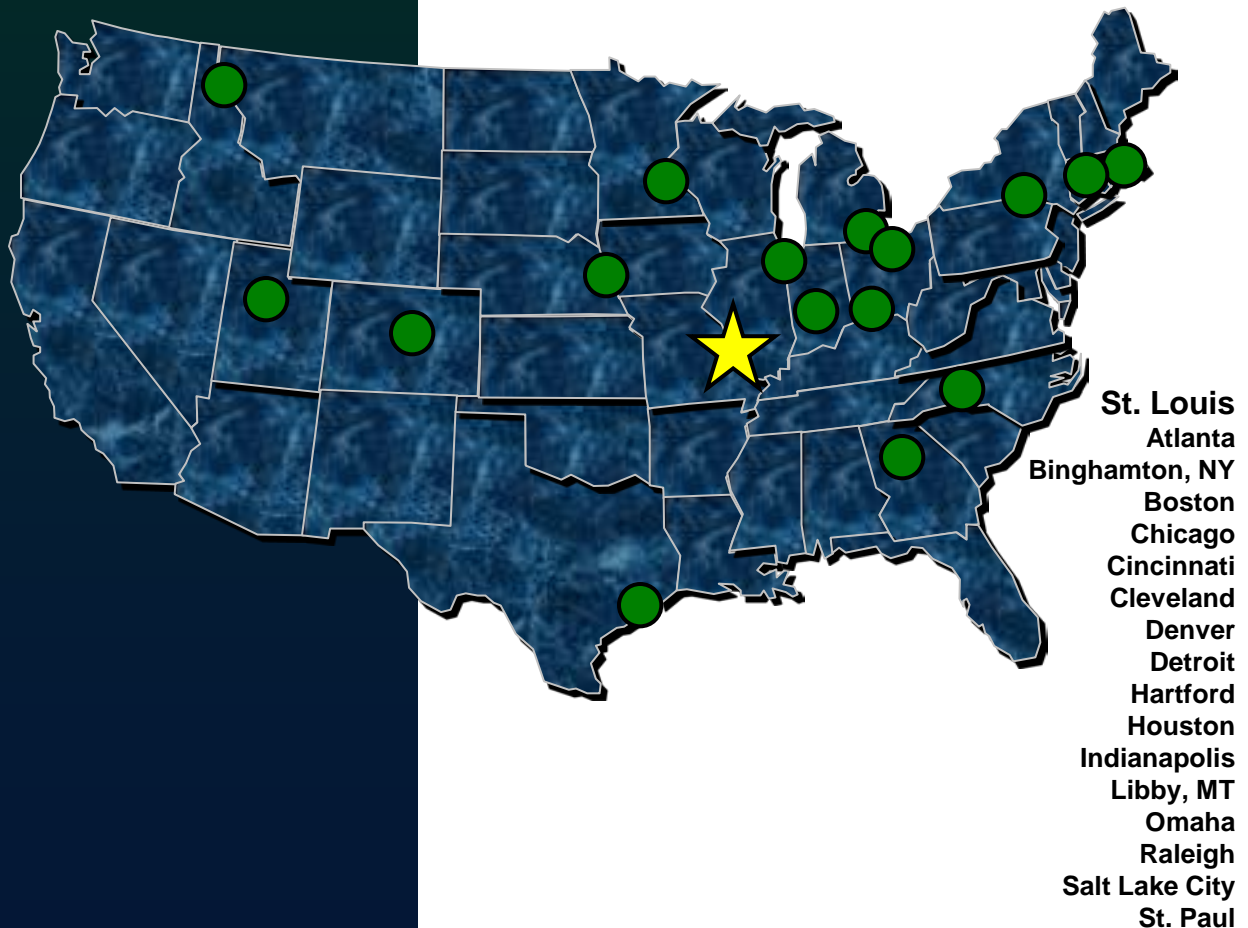 St. Louis
Atlanta
Binghamton, NY
Boston
Chicago
Cincinnati
Cleveland
Denver
Detroit
Hartford
Houston
Indianapolis
Libby, MT
Omaha
Raleigh
Salt Lake City
St. Paul